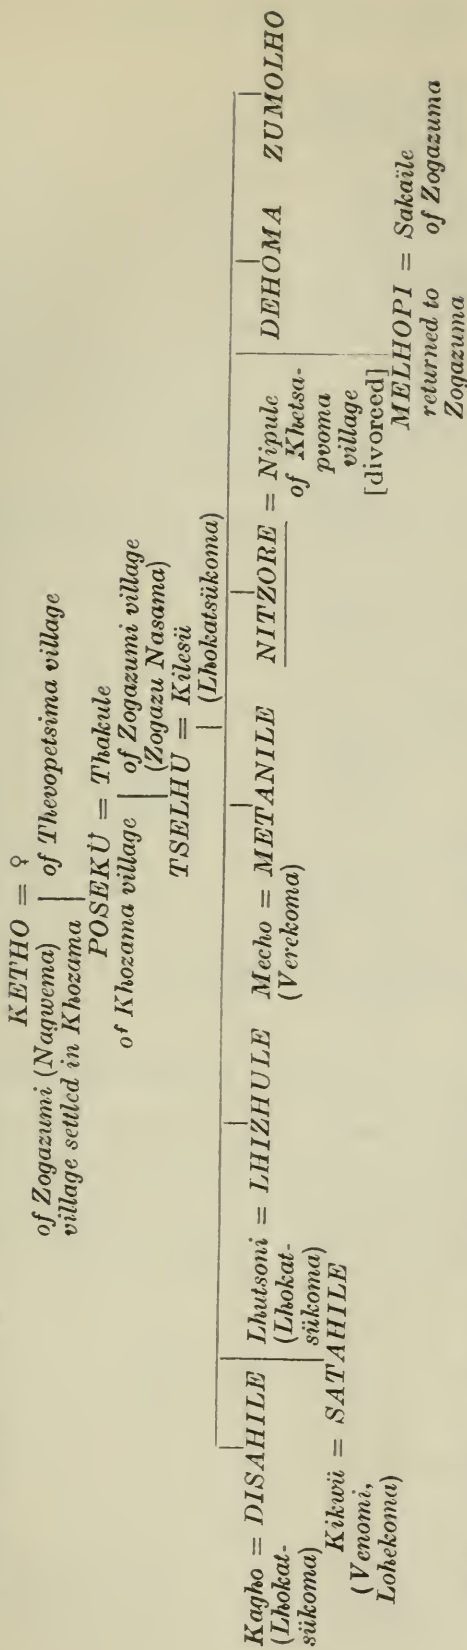 KETHO = ♀
of Zogazumi (Nagwema) of Thevopetsima village
village settled in Khozama
POSEKÜ = Thakule
of Khozama village of Zogazumi village
(Zogazu Nasama)
TSELHU = Kilesü
(Lhokatsükoma)
Kagho = DISAHILE Lhutsoni = LHIZHULE Mecho = METANILE NITZORE = Nipule DEHOMA ZUMOLHO
(Lhokat- (Lhokat- (Verekoma) of Khetsa-
sükoma) sükoma) pvoma
Kikwü = SATAHILE village
(Venomi, [divorced]
Lohekoma) MELHOPI = Sakaïle
returned to of Zogazuma
Zogazuma